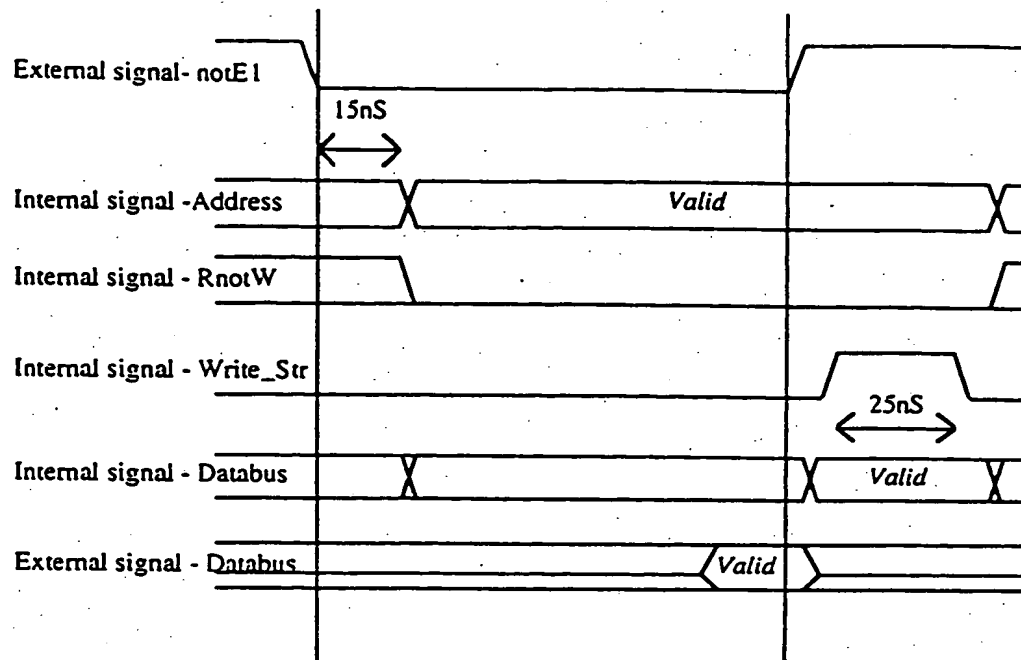 External signal- notE1
15nS
Internal signal -Address
Valid
Internal signal - RnotW
Internal signal - Write_Str
25nS
Internal signal - Databus
Valid
External signal - Databus
Valid